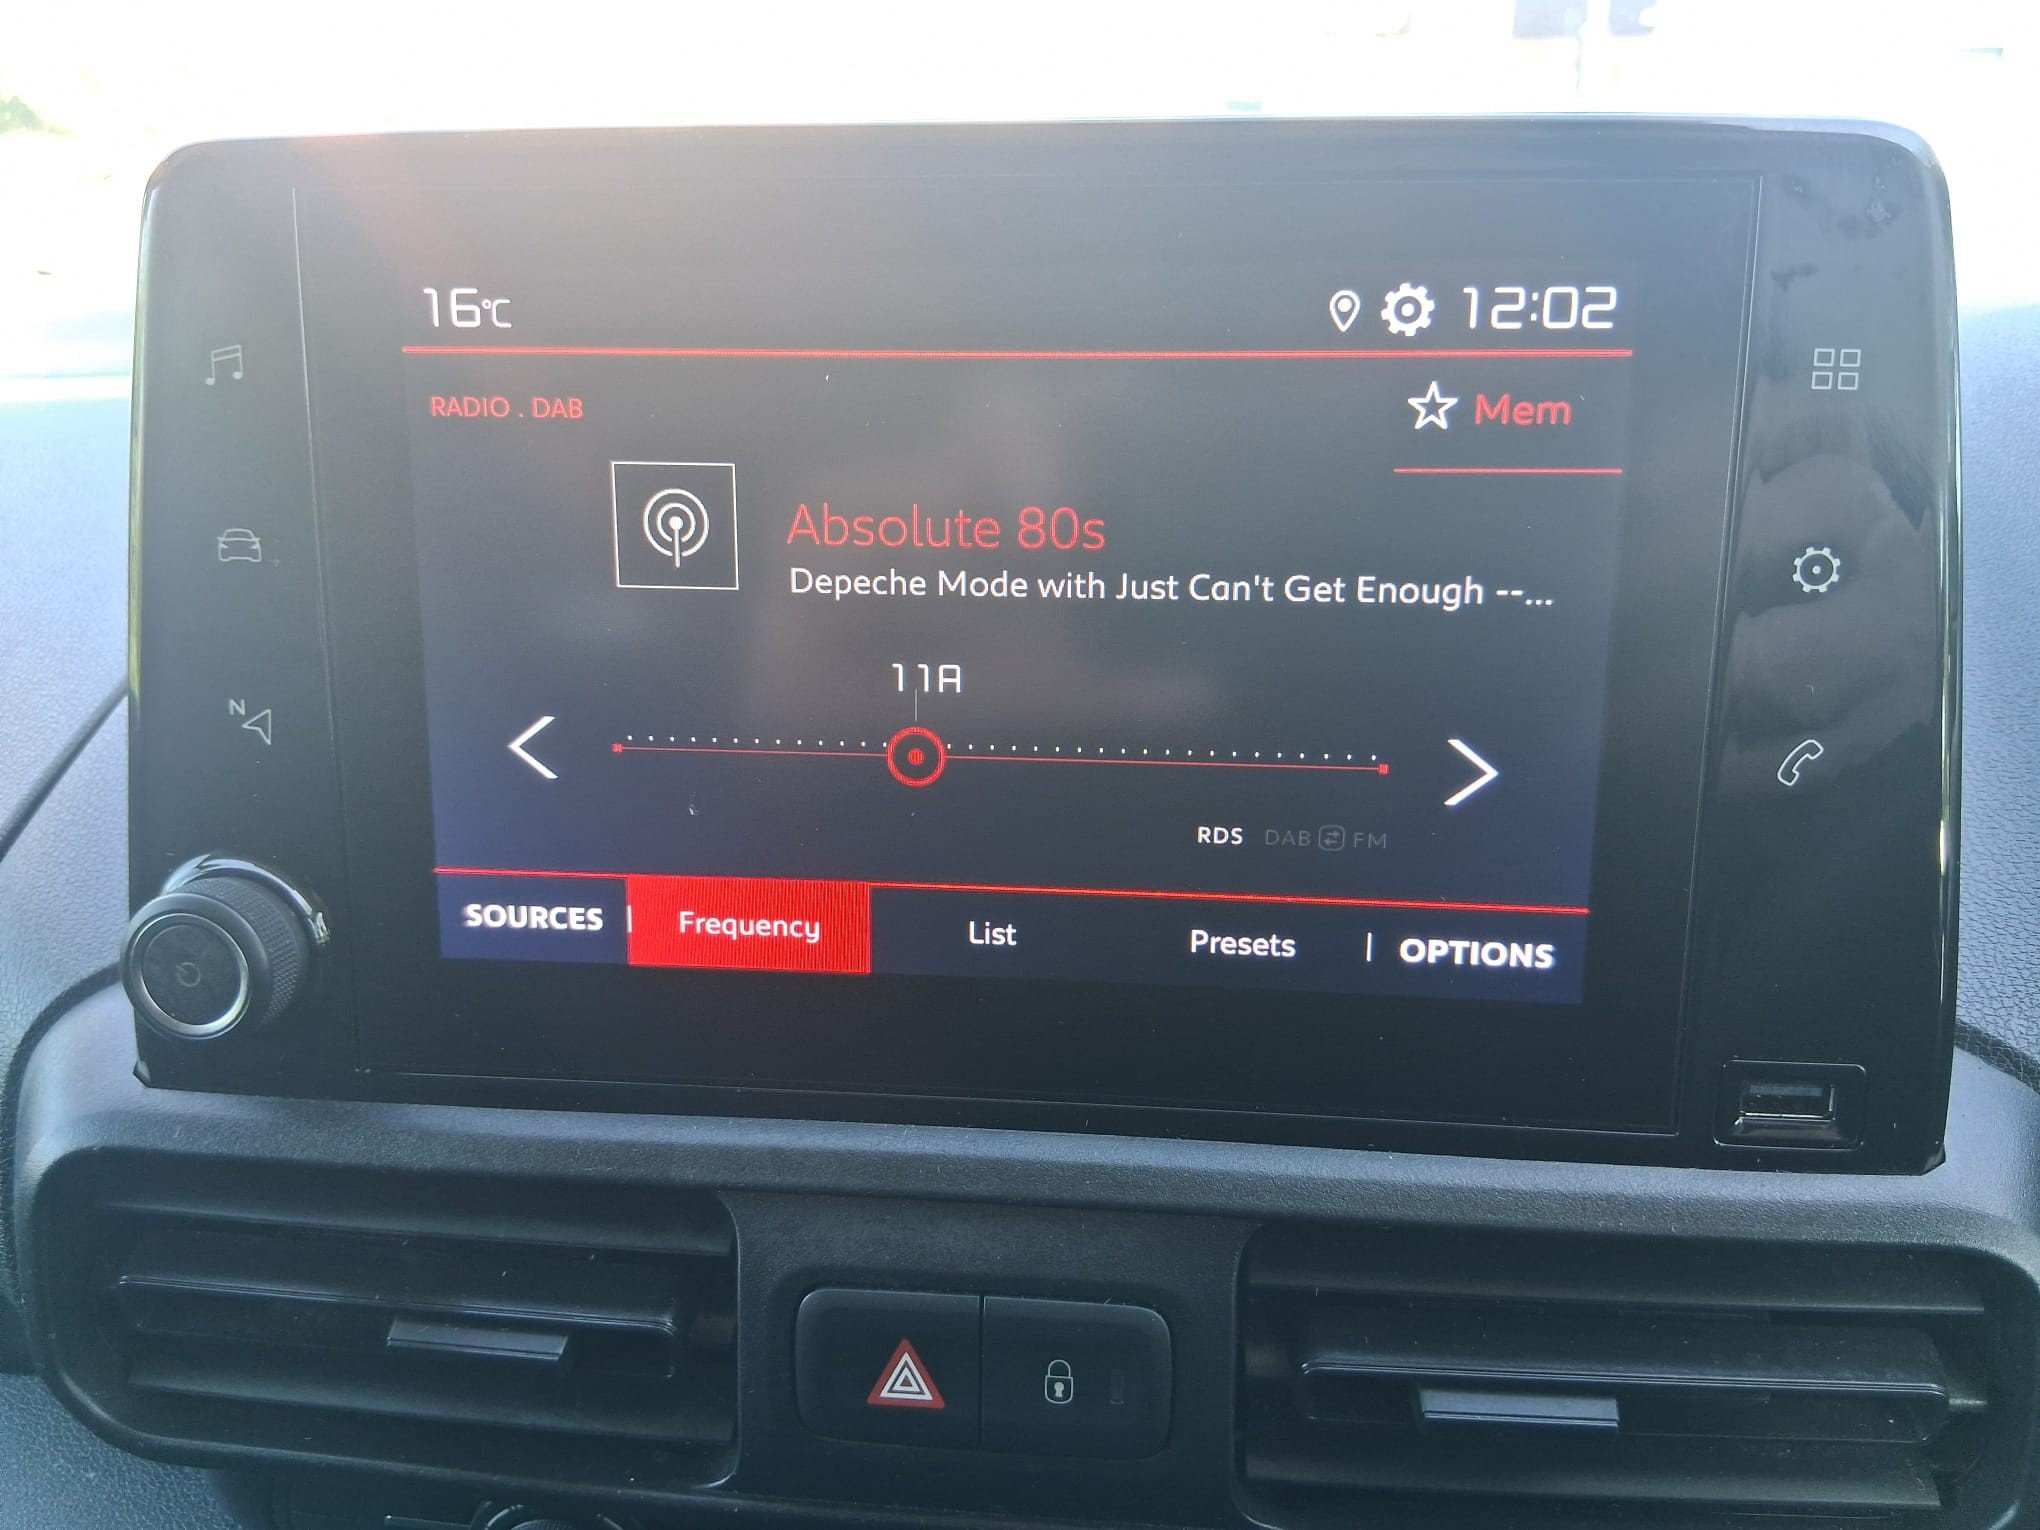 16°C 12:02
RADIO . DAB
Mem
Absolute 80s
Depeche Mode with Just Can't Get Enough --...
11A
N
RDS DAB FM
SOURCES | Frequency List Presets | OPTIONS